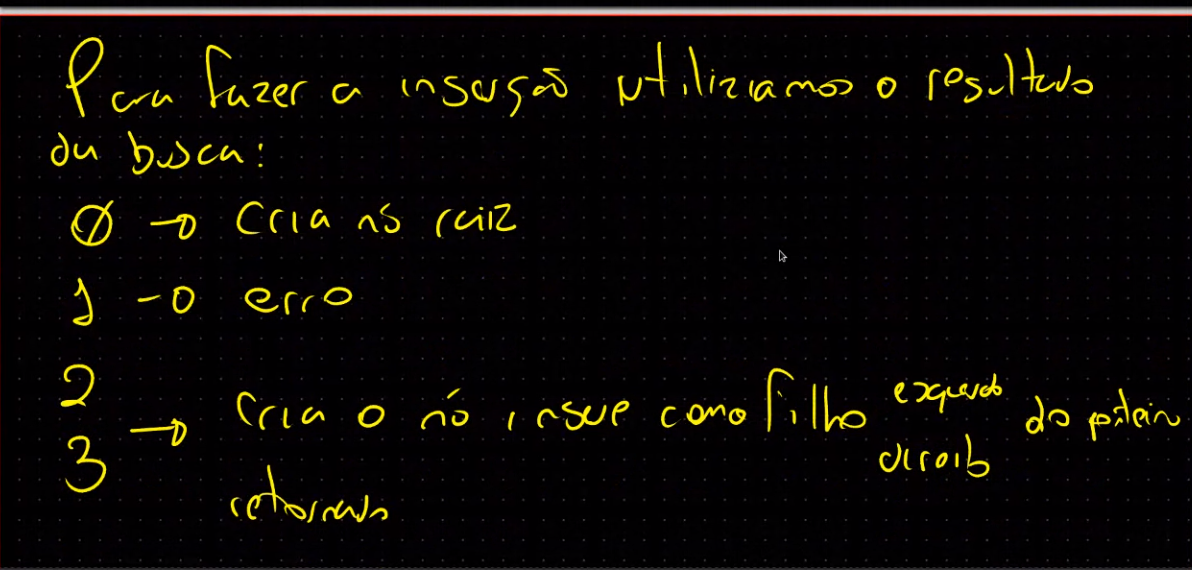 Para fazer a inserção utilizamos o resultado
da busca:
0 → Cria nó raiz
1 → erro
2
3 → Cria o nó insere como filho esquerdo do ponteiro
direito
retornado